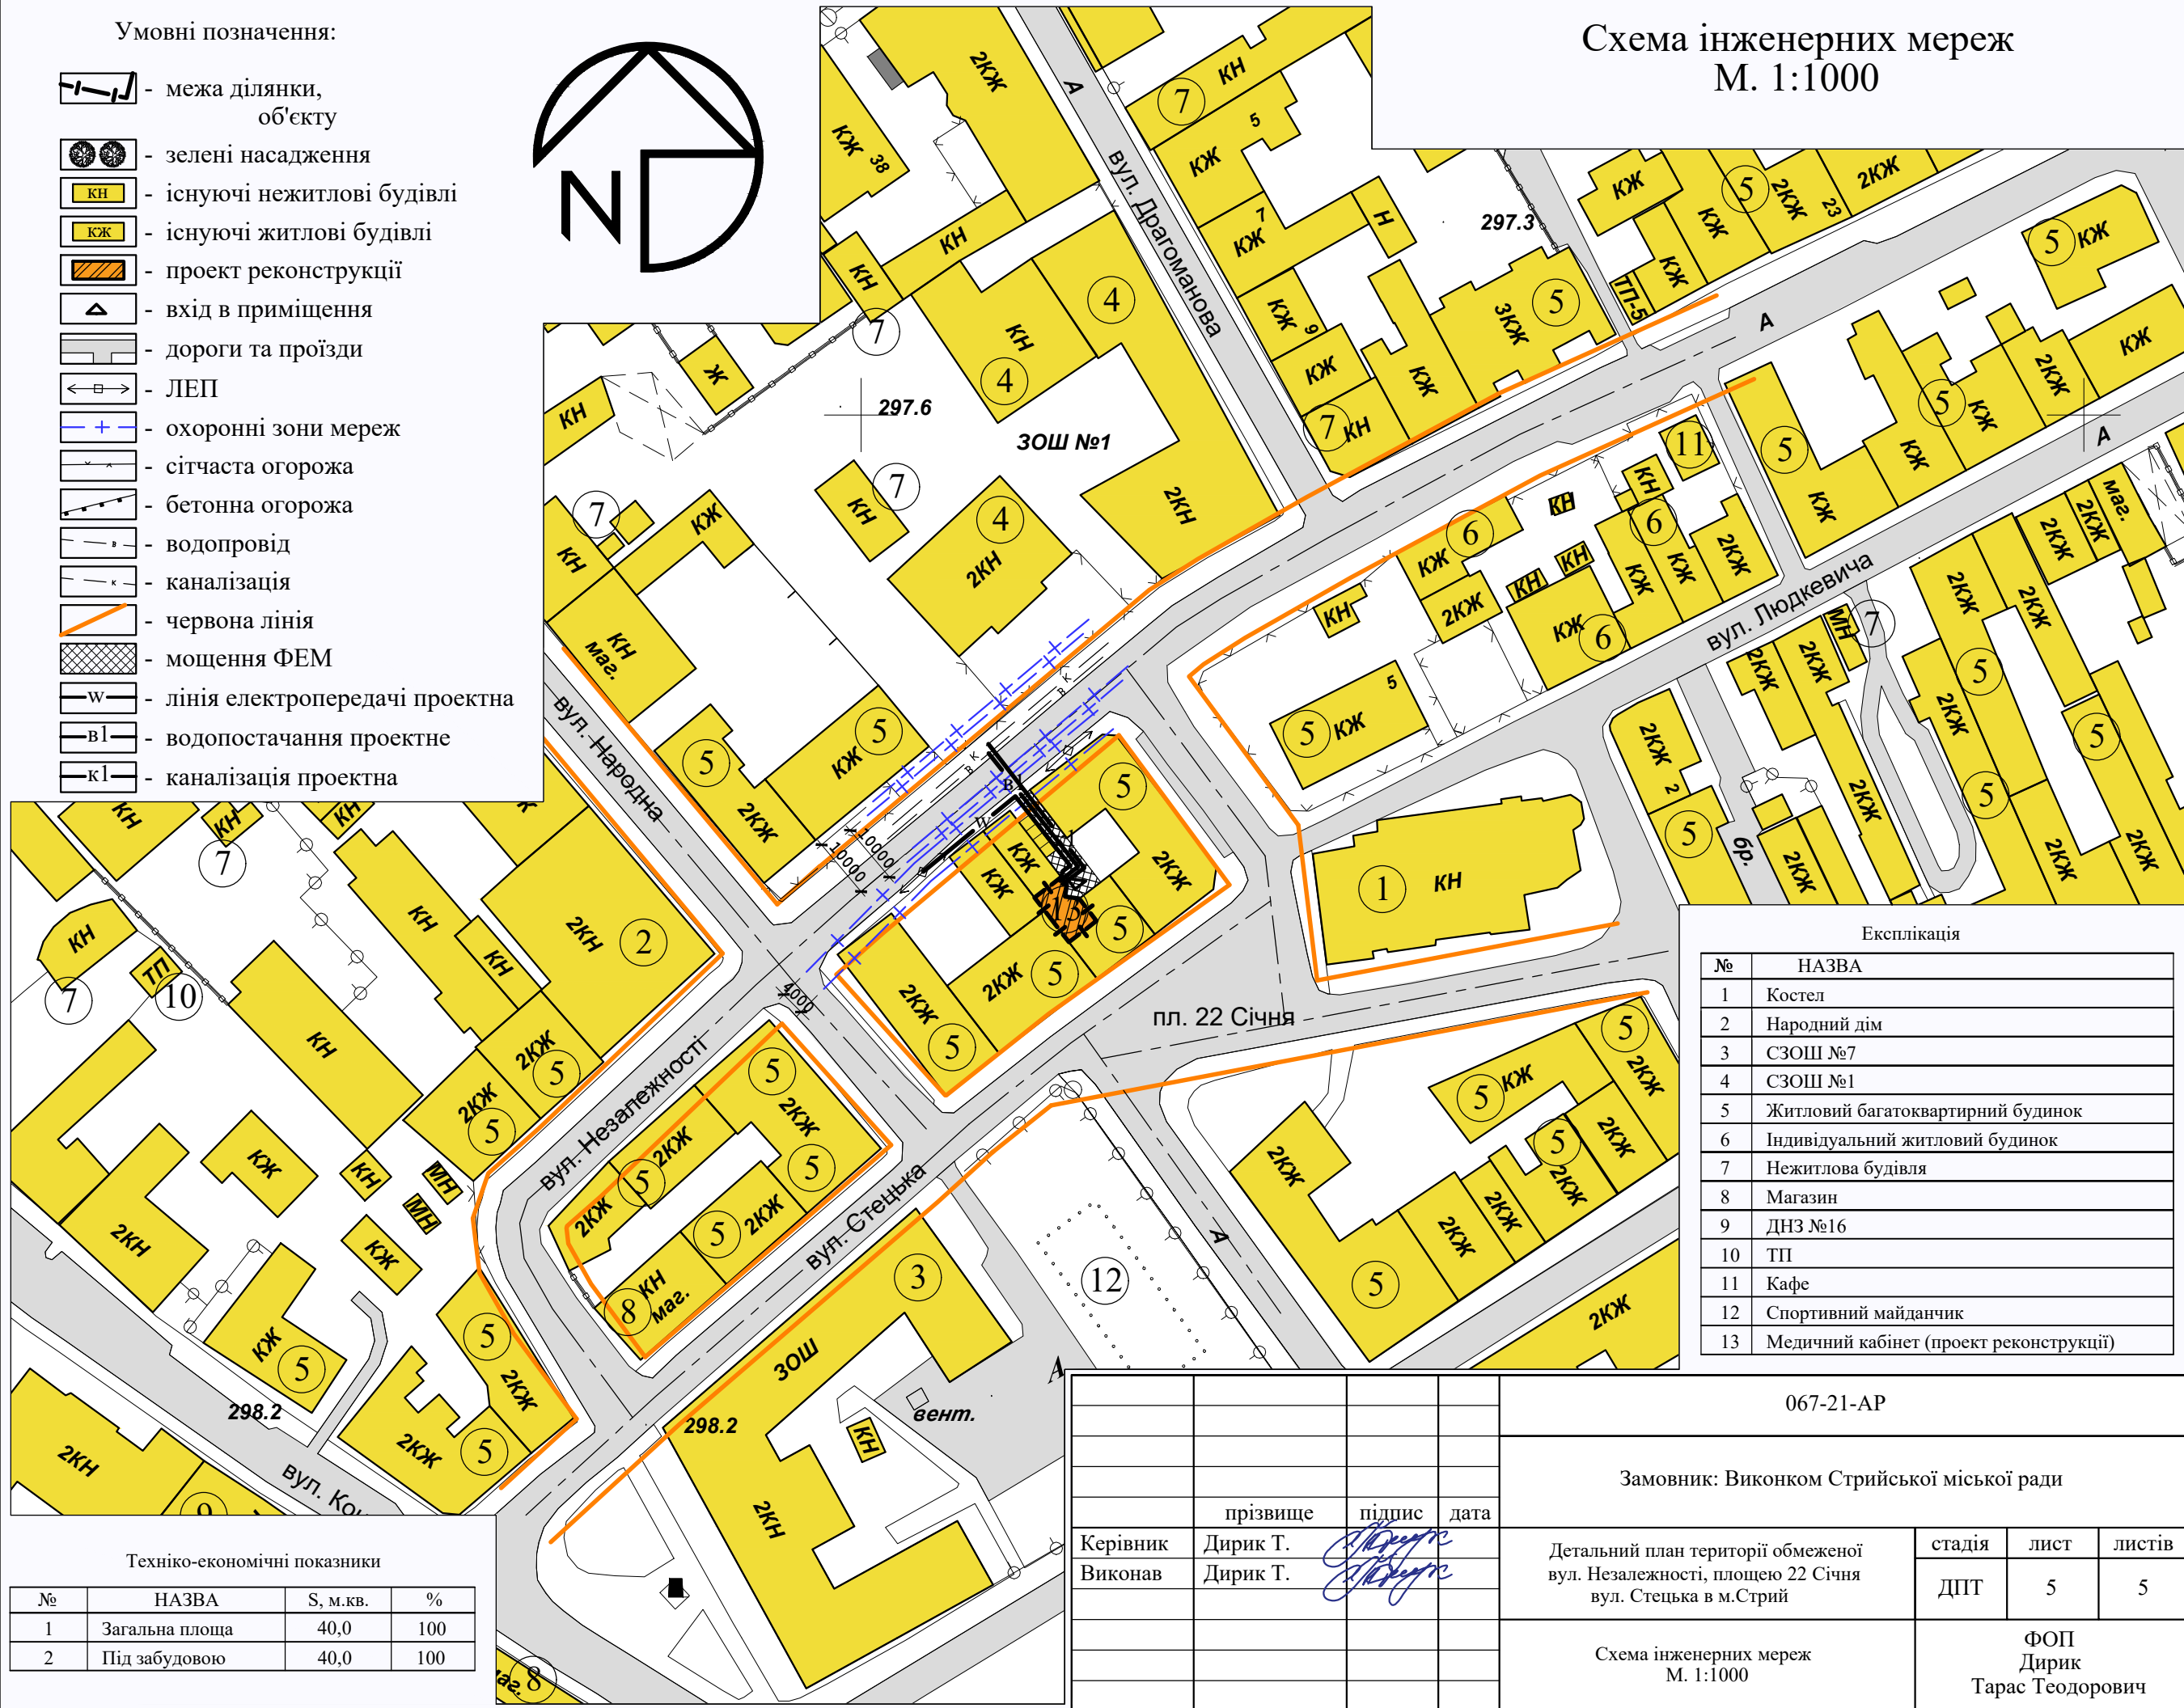 Умовні позначення:
- межа ділянки,
об'єкту
- зелені насадження
кн - існуючі нежитлові будівлі
кж - існуючі житлові будівлі
- проект реконструкції
- вхід в приміщення
- дороги та проїзди
- ЛЕП
- охоронні зони мереж
- сітчаста огорожа
- бетонна огорожа
в - водопровід
к - каналізація
- червона лінія
- мощення ФЕМ
w - лінія електропередачі проектна
в1 - водопостачання проектне
к1 - каналізація проектна
N
Схема інженерних мереж
М. 1:1000
вул. Драгоманова
вул. Народна
вул. Людкевича
вул. Незалежності
вул. Стецька
пл. 22 Січня
297.3
297.6
298.2
298.2
ЗОШ №1
ЗОШ
ТП-5
ТП
вент.
бр.
10000
10000
4000
Експлікація
№ НАЗВА
1 Костел
2 Народний дім
3 СЗОШ №7
4 СЗОШ №1
5 Житловий багатоквартирний будинок
6 Індивідуальний житловий будинок
7 Нежитлова будівля
8 Магазин
9 ДНЗ №16
10 ТП
11 Кафе
12 Спортивний майданчик
13 Медичний кабінет (проект реконструкції)
Техніко-економічні показники
№ НАЗВА S, м.кв. %
1 Загальна площа 40,0 100
2 Під забудовою 40,0 100
067-21-АР
Замовник: Виконком Стрийської міської ради
прізвище підпис дата
Керівник Дирик Т.
Виконав Дирик Т.
Детальний план території обмеженої
вул. Незалежності, площею 22 Січня
вул. Стецька в м.Стрий
стадія лист листів
ДПТ 5 5
Схема інженерних мереж
М. 1:1000
ФОП
Дирик
Тарас Теодорович